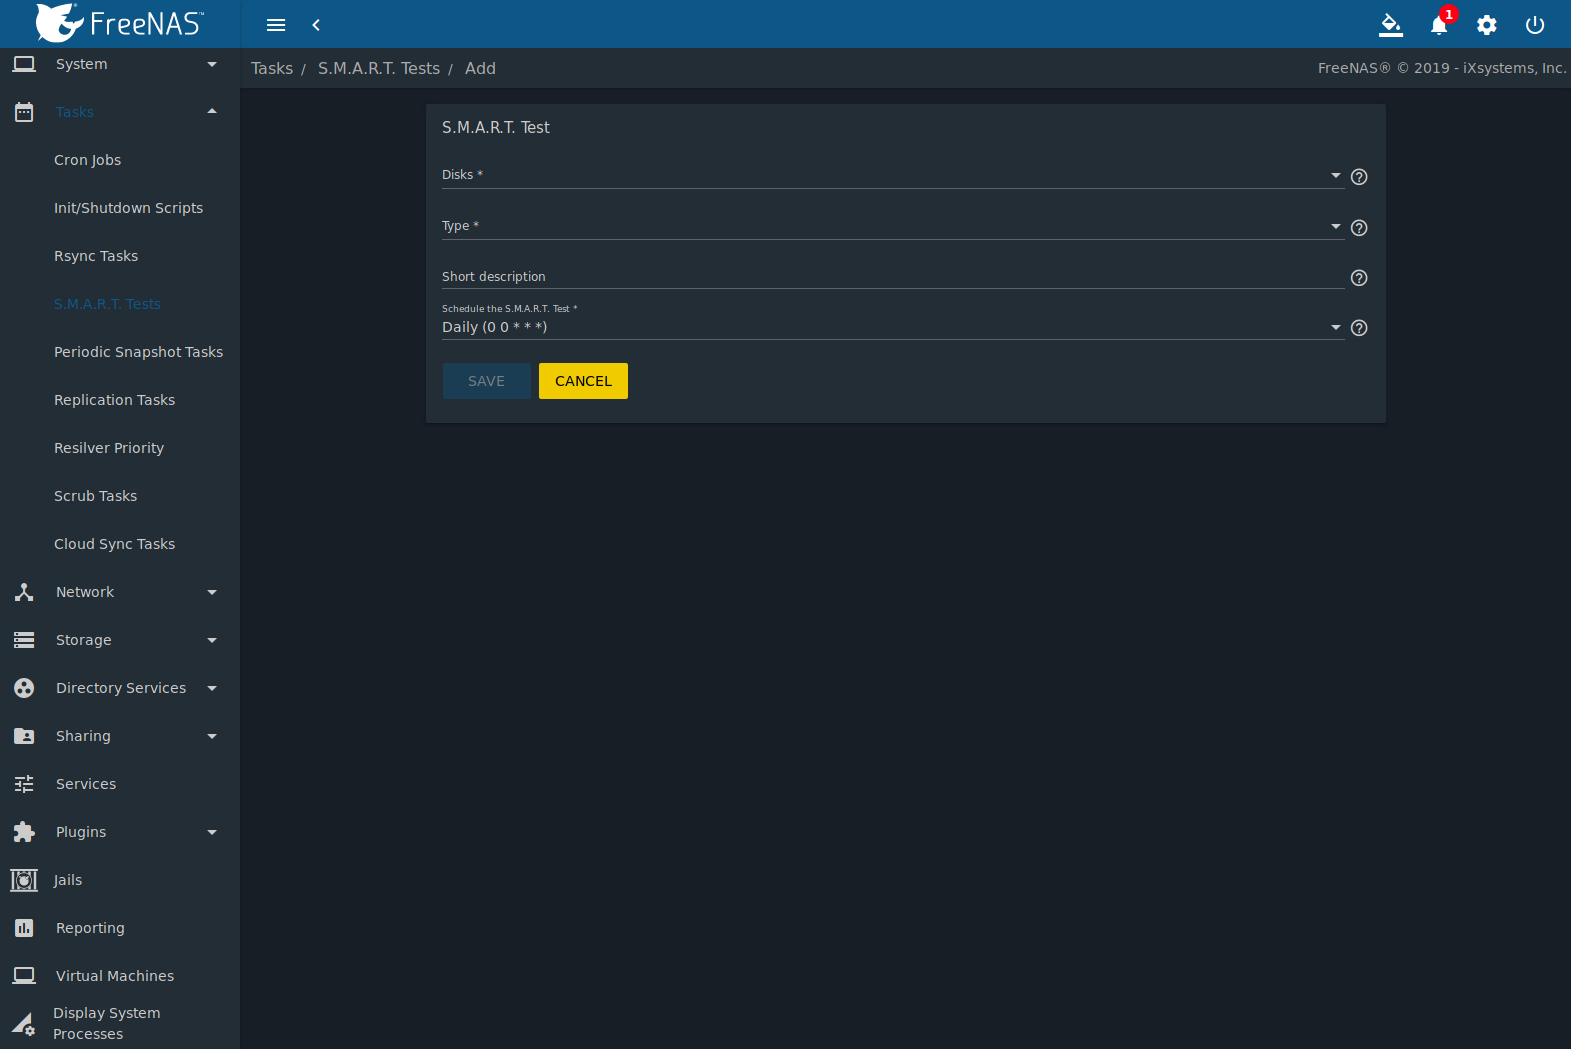 FreeNAS™
1
System
Tasks
Cron Jobs
Init/Shutdown Scripts
Rsync Tasks
S.M.A.R.T. Tests
Periodic Snapshot Tasks
Replication Tasks
Resilver Priority
Scrub Tasks
Cloud Sync Tasks
Network
Storage
Directory Services
Sharing
Services
Plugins
Jails
Reporting
Virtual Machines
Display System
Processes
Tasks / S.M.A.R.T. Tests / Add
FreeNAS® © 2019 - iXsystems, Inc.
S.M.A.R.T. Test
Disks *
Type *
Short description
Schedule the S.M.A.R.T. Test *
Daily (0 0 * * *)
SAVE CANCEL